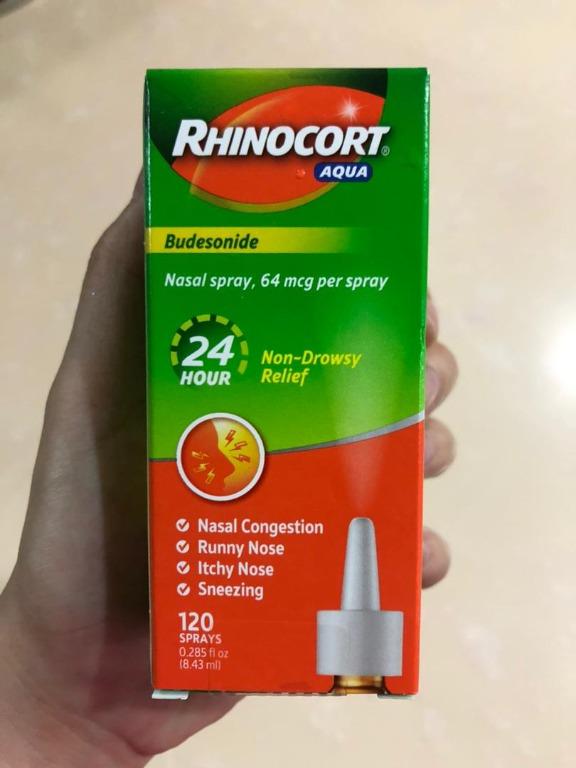 RHINOCORT®
AQUA
Budesonide
Nasal spray, 64 mcg per spray
24
HOUR
Non-Drowsy
Relief
Nasal Congestion
Runny Nose
Itchy Nose
Sneezing
120
SPRAYS
0.285 fl oz
(8.43 ml)